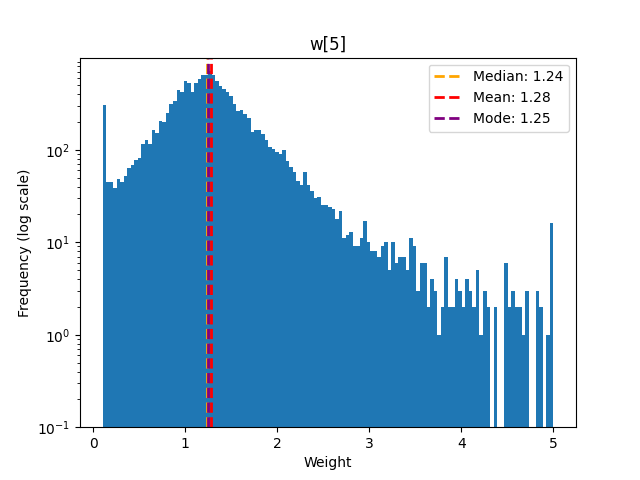 w[5]
Median: 1.24
Mean: 1.28
Mode: 1.25
Frequency (log scale)
10²
10¹
10⁰
10⁻¹
0 1 2 3 4 5
Weight